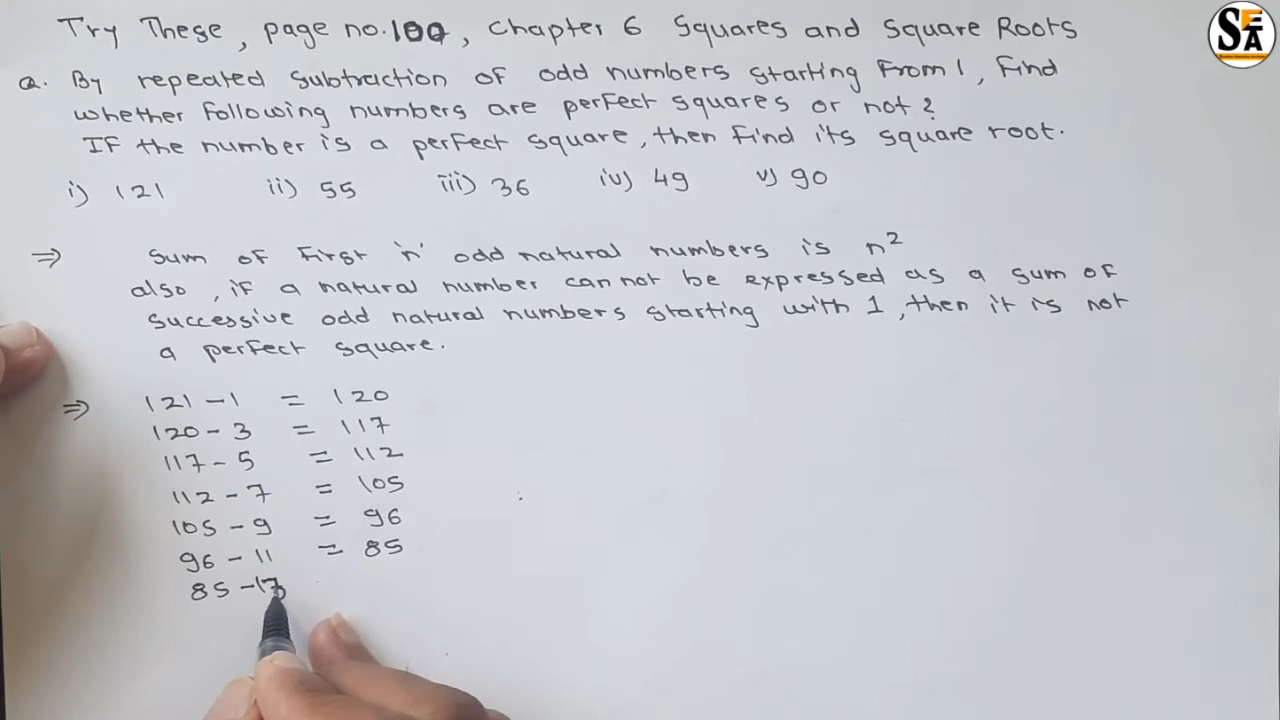 Try These, page no.100, Chapter 6 Squares and Square Roots
Q. By repeated subtraction of odd numbers starting from 1, find
whether following numbers are perfect squares or not?
If the number is a perfect square, then find its square root.
i) 121 ii) 55 iii) 36 iv) 49 v) 90
⇒ Sum of first 'n' odd natural numbers is n²
also, if a natural number cannot be expressed as a sum of
successive odd natural numbers starting with 1, then it is not
a perfect square.
⇒ 121 - 1 = 120
120 - 3 = 117
117 - 5 = 112
112 - 7 = 105
105 - 9 = 96
96 - 11 = 85
85 - 13
SEFA